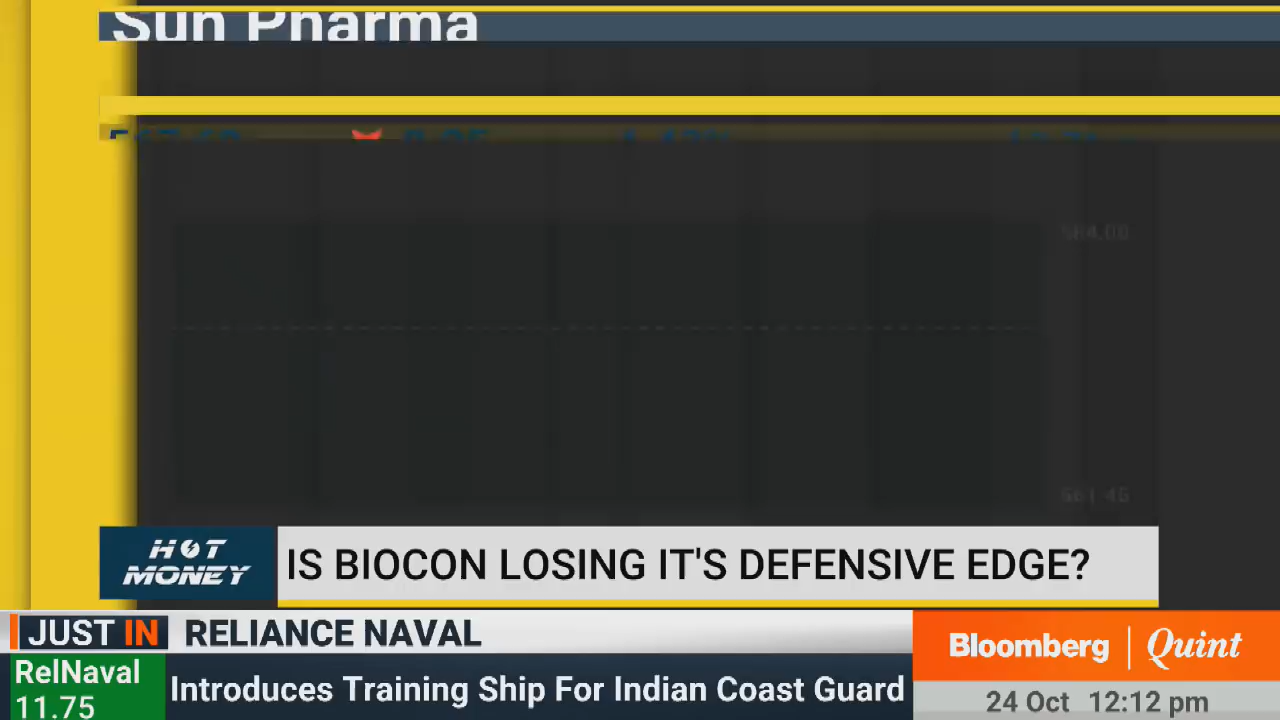 Sun Pharma
HOT
MONEY
IS BIOCON LOSING IT'S DEFENSIVE EDGE?
JUST IN
RELIANCE NAVAL
Bloomberg | Quint
RelNaval
11.75
Introduces Training Ship For Indian Coast Guard
24 Oct 12:12 pm